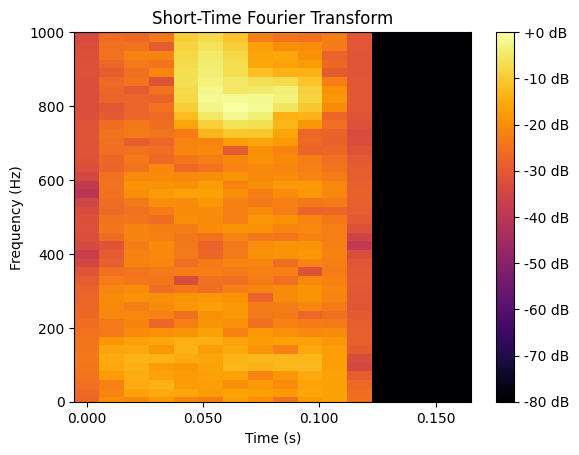 Short-Time Fourier Transform
1000
800
600
400
200
0
Frequency (Hz)
0.000
0.050
0.100
0.150
Time (s)
+0 dB
-10 dB
-20 dB
-30 dB
-40 dB
-50 dB
-60 dB
-70 dB
-80 dB